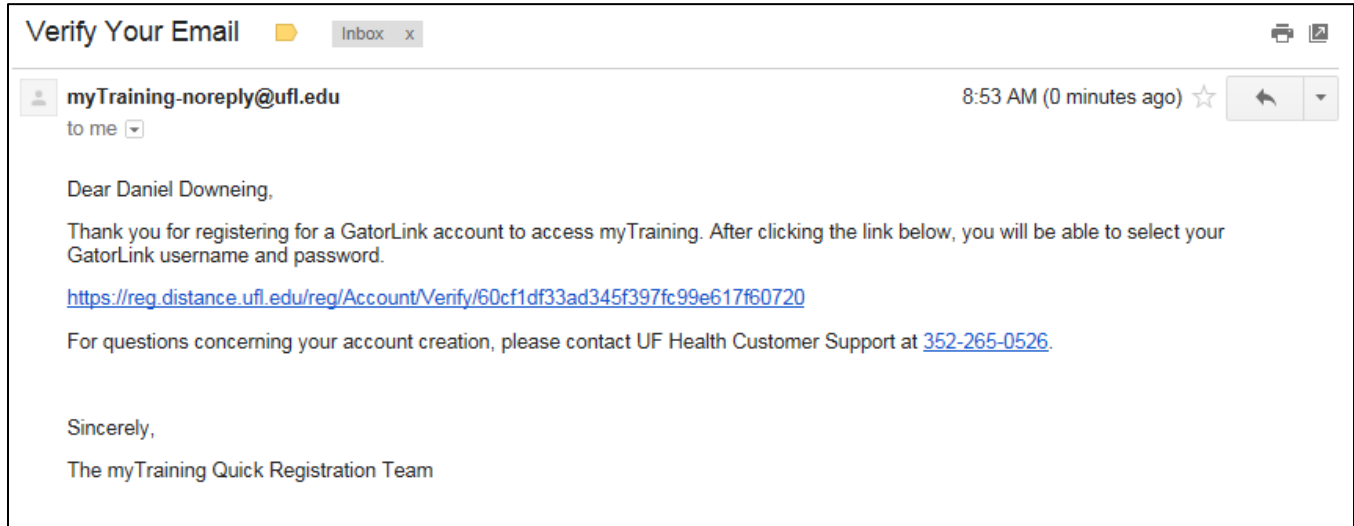 Verify Your Email Inbox x
myTraining-noreply@ufl.edu 8:53 AM (0 minutes ago)
to me
Dear Daniel Downeing,
Thank you for registering for a GatorLink account to access myTraining. After clicking the link below, you will be able to select your
GatorLink username and password.
https://reg.distance.ufl.edu/reg/Account/Verify/60cf1df33ad345f397fc99e617f60720
For questions concerning your account creation, please contact UF Health Customer Support at 352-265-0526.
Sincerely,
The myTraining Quick Registration Team